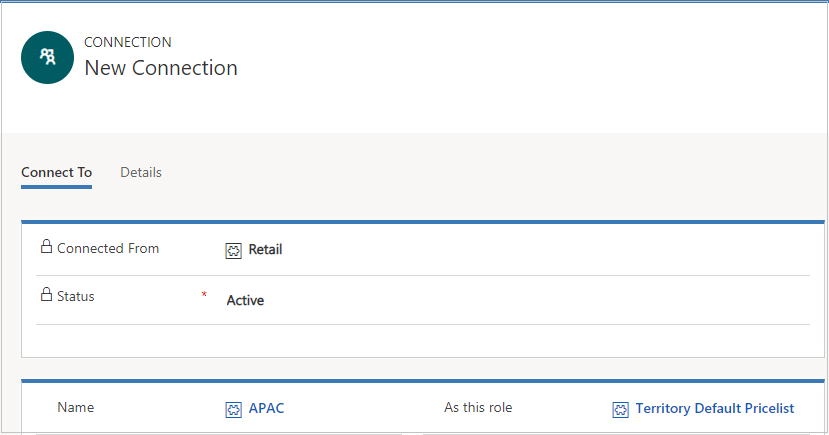 CONNECTION
New Connection
Connect To Details
Connected From Retail
Status * Active
Name APAC As this role Territory Default Pricelist